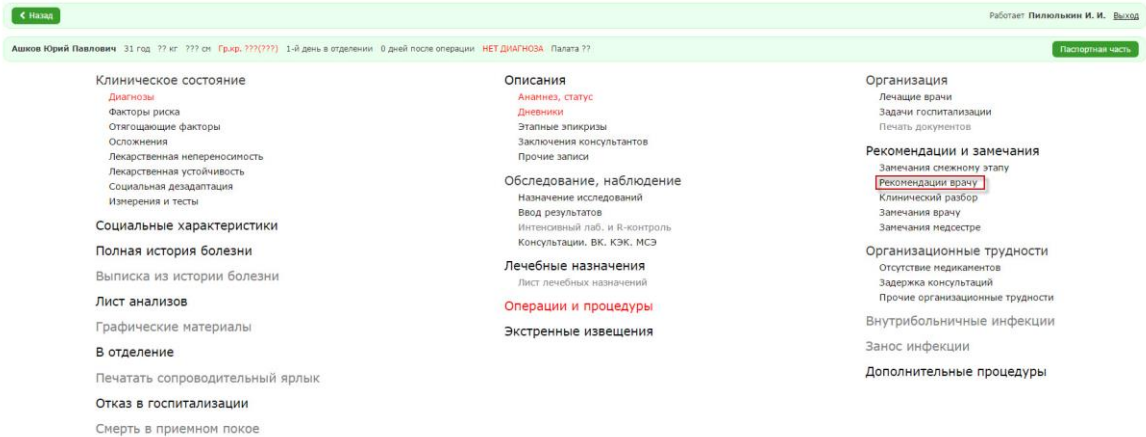 Назад
Работает Пилюлькин И. И. Выход
Ашков Юрий Павлович 31 год ?? кг ??? см Гр.кр. ???(???) 1-й день в отделении 0 дней после операции НЕТ ДИАГНОЗА Палата ??
Паспортная часть
Клиническое состояние
Диагнозы
Факторы риска
Отягощающие факторы
Осложнения
Лекарственная непереносимость
Лекарственная устойчивость
Социальная дезадаптация
Измерения и тесты
Социальные характеристики
Полная история болезни
Выписка из истории болезни
Лист анализов
Графические материалы
В отделение
Печатать сопроводительный ярлык
Отказ в госпитализации
Смерть в приемном покое
Описания
Анамнез, статус
Дневники
Этапные эпикризы
Заключения консультантов
Прочие записи
Обследование, наблюдение
Назначение исследований
Ввод результатов
Интенсивный лаб. и R-контроль
Консультации. ВК. КЭК. МСЭ
Лечебные назначения
Лист лечебных назначений
Операции и процедуры
Экстренные извещения
Организация
Лечащие врачи
Задачи госпитализации
Печать документов
Рекомендации и замечания
Замечания смежному этапу
Рекомендации врачу
Клинический разбор
Замечания врачу
Замечания медсестре
Организационные трудности
Отсутствие медикаментов
Задержка консультаций
Прочие организационные трудности
Внутрибольничные инфекции
Занос инфекции
Дополнительные процедуры